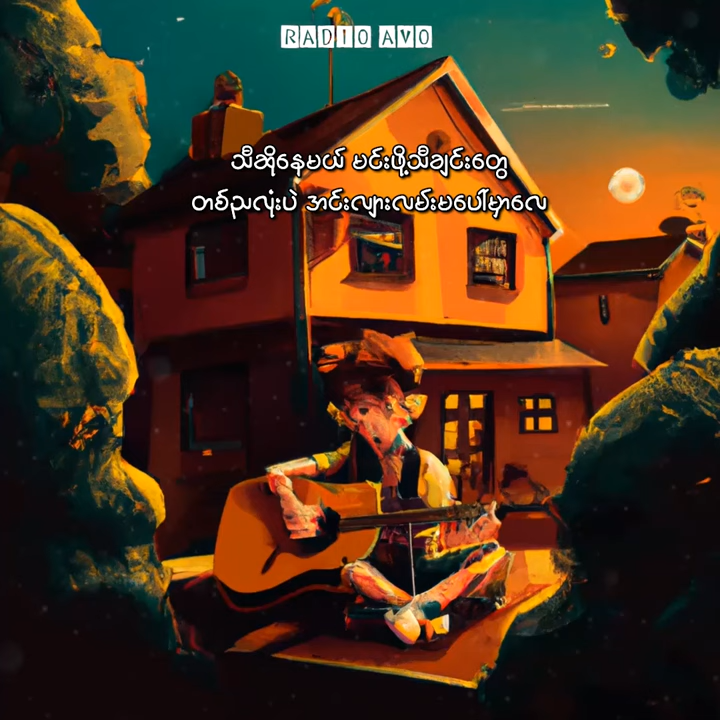 RADIO AVO
သီဆိုနေမယ် မင်းဖို့သီချင်းတွေ
တစ်ညလုံးပဲ အင်းလျားလမ်းမပေါ်မှာလေ